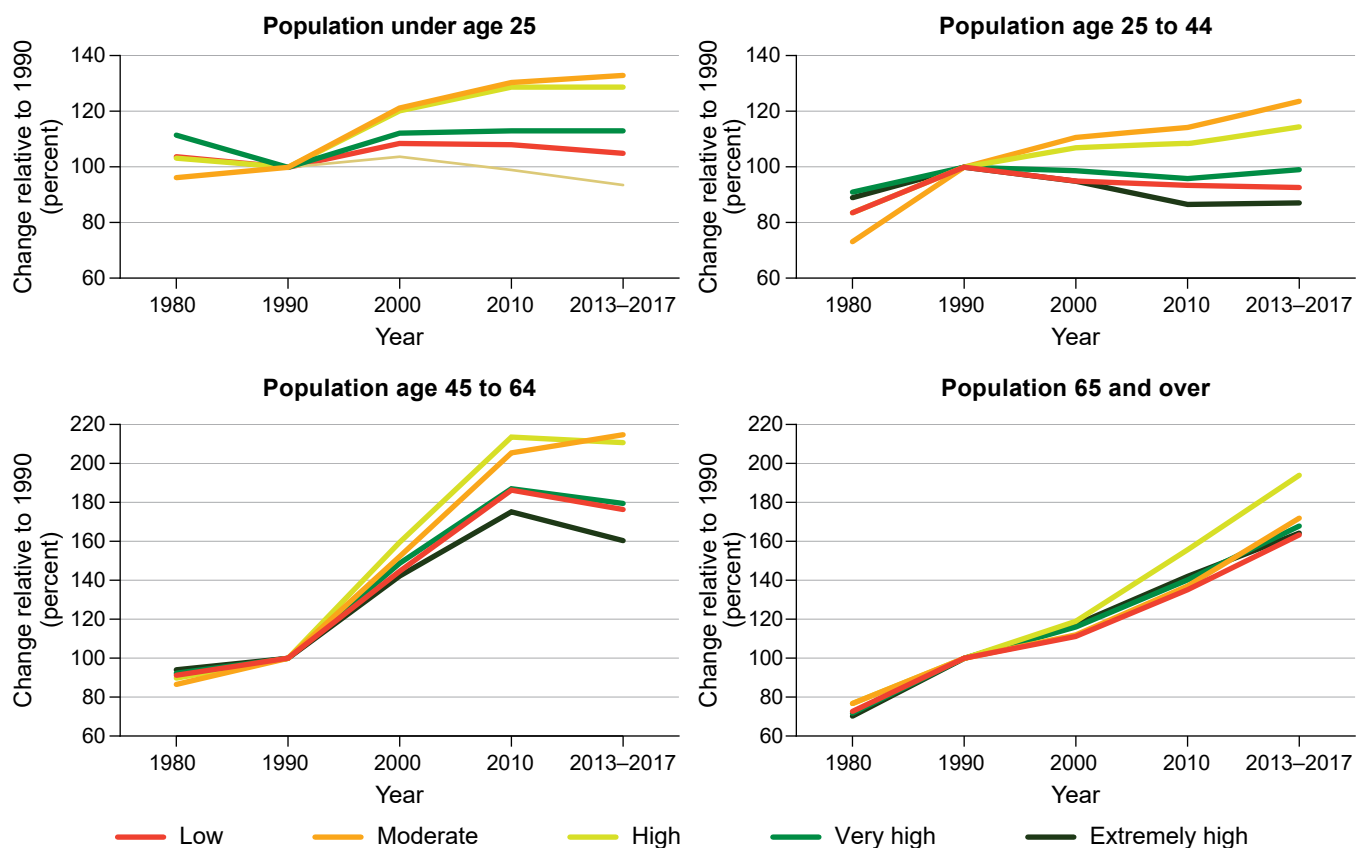 Population under age 25
Change relative to 1990
(percent)
140
120
100
80
60
1980 1990 2000 2010 2013–2017
Year
Population age 25 to 44
Change relative to 1990
(percent)
140
120
100
80
60
1980 1990 2000 2010 2013–2017
Year
Population age 45 to 64
Change relative to 1990
(percent)
220
200
180
160
140
120
100
80
60
1980 1990 2000 2010 2013–2017
Year
Population 65 and over
Change relative to 1990
(percent)
220
200
180
160
140
120
100
80
60
1980 1990 2000 2010 2013–2017
Year
Low Moderate High Very high Extremely high